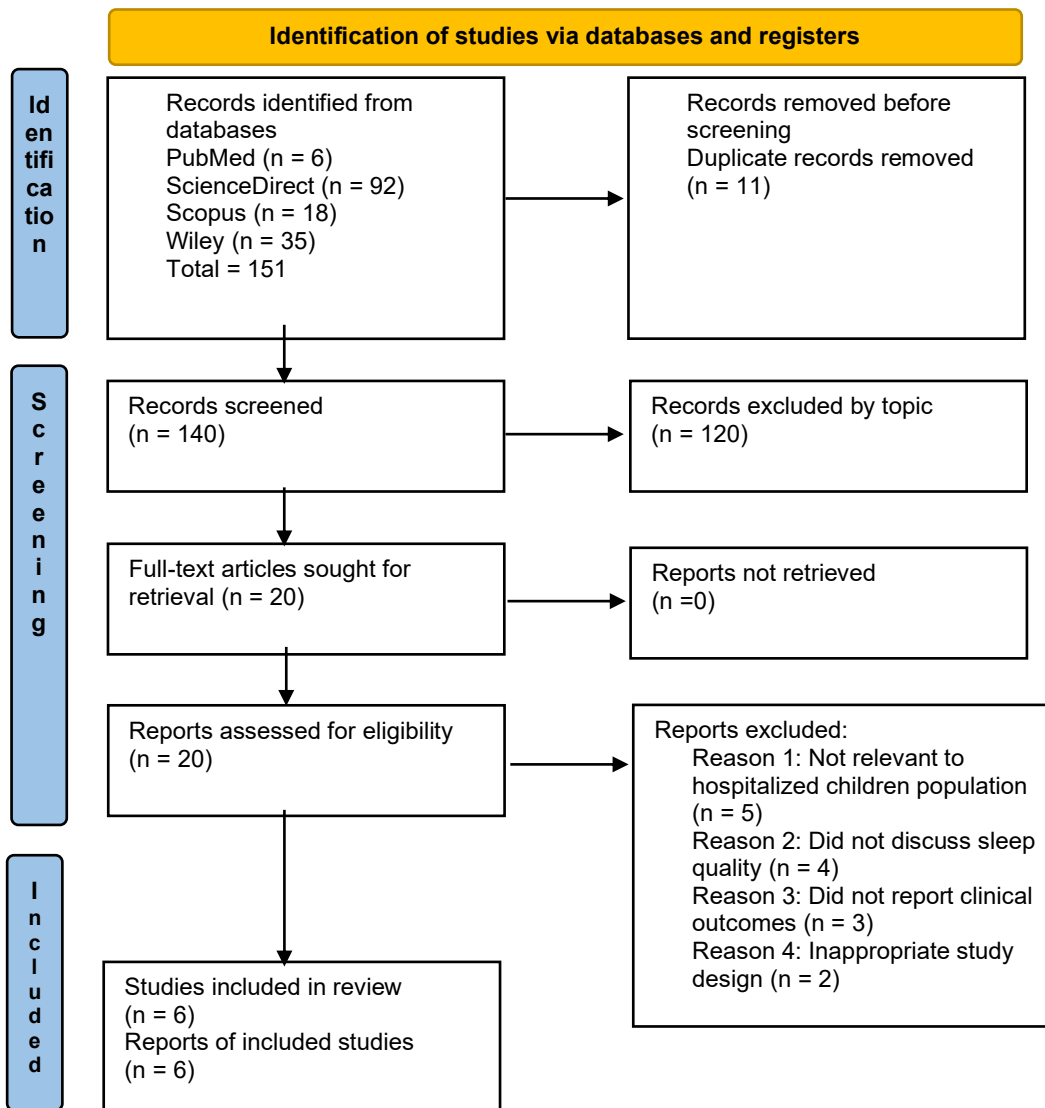 Identification of studies via databases and registers
Id
en
tifi
ca
tio
n
Records identified from
databases
PubMed (n = 6)
ScienceDirect (n = 92)
Scopus (n = 18)
Wiley (n = 35)
Total = 151
Records removed before
screening
Duplicate records removed
(n = 11)
S
c
r
e
e
n
i
n
g
Records screened
(n = 140)
Records excluded by topic
(n = 120)
Full-text articles sought for
retrieval (n = 20)
Reports not retrieved
(n =0)
Reports assessed for eligibility
(n = 20)
Reports excluded:
Reason 1: Not relevant to
hospitalized children population
(n = 5)
Reason 2: Did not discuss sleep
quality (n = 4)
Reason 3: Did not report clinical
outcomes (n = 3)
Reason 4: Inappropriate study
design (n = 2)
I
n
c
l
u
d
e
d
Studies included in review
(n = 6)
Reports of included studies
(n = 6)